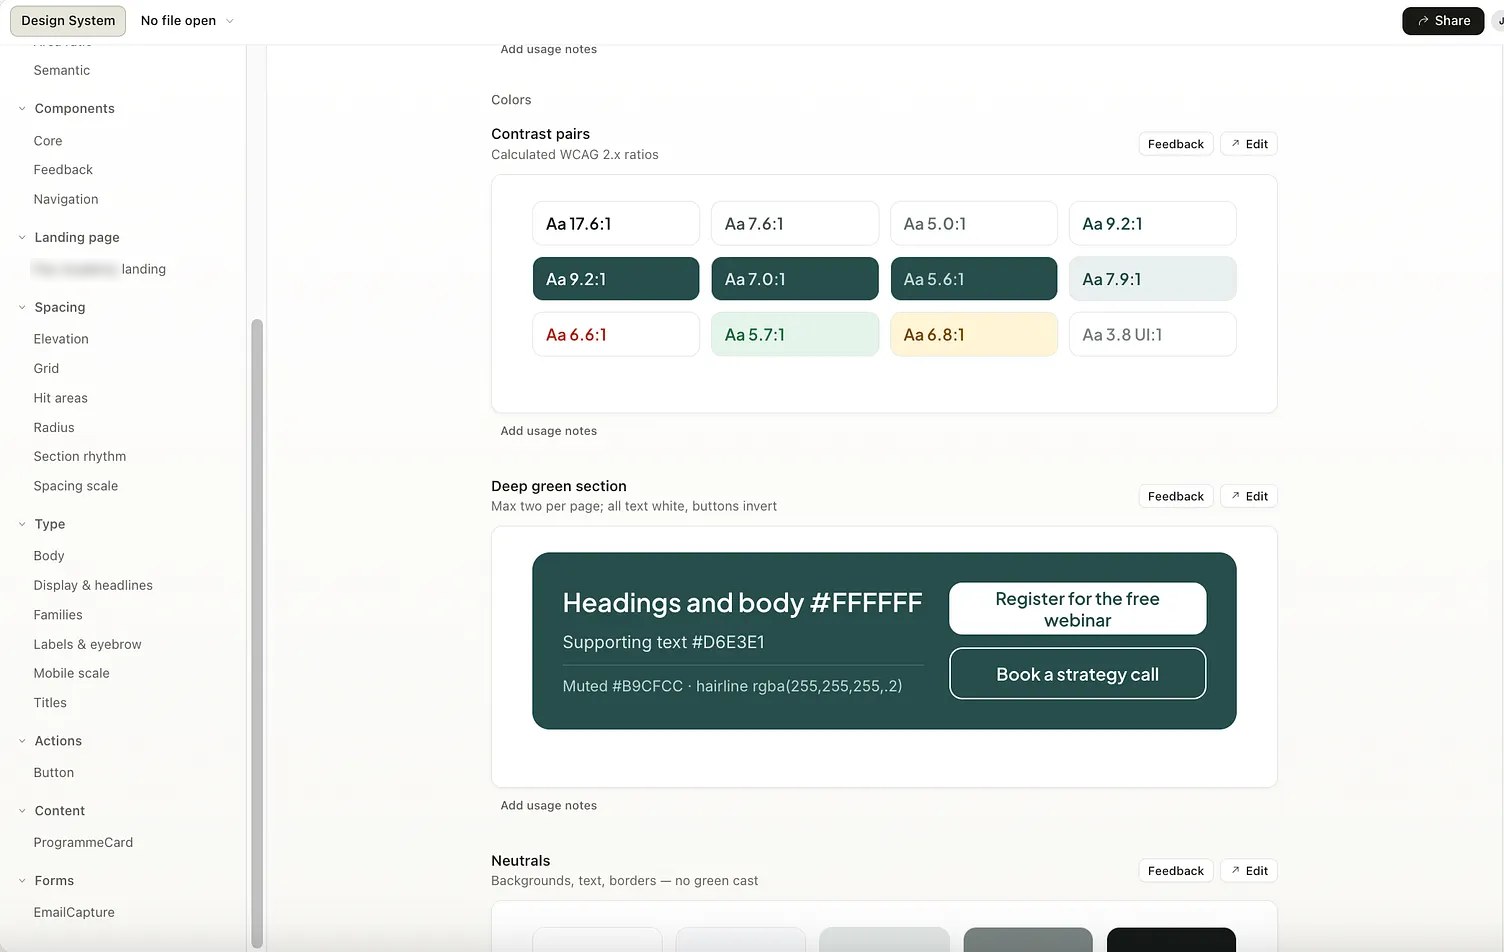 Design System
No file open
Share
Semantic
Components
Core
Feedback
Navigation
Landing page
landing
Spacing
Elevation
Grid
Hit areas
Radius
Section rhythm
Spacing scale
Type
Body
Display & headlines
Families
Labels & eyebrow
Mobile scale
Titles
Actions
Button
Content
ProgrammeCard
Forms
EmailCapture
Add usage notes
Colors
Contrast pairs
Calculated WCAG 2.x ratios
Feedback
Edit
Aa 17.6:1
Aa 7.6:1
Aa 5.0:1
Aa 9.2:1
Aa 9.2:1
Aa 7.0:1
Aa 5.6:1
Aa 7.9:1
Aa 6.6:1
Aa 5.7:1
Aa 6.8:1
Aa 3.8 UI:1
Add usage notes
Deep green section
Max two per page; all text white, buttons invert
Feedback
Edit
Headings and body #FFFFFF
Supporting text #D6E3E1
Muted #B9CFCC · hairline rgba(255,255,255,.2)
Register for the free
webinar
Book a strategy call
Add usage notes
Neutrals
Backgrounds, text, borders — no green cast
Feedback
Edit